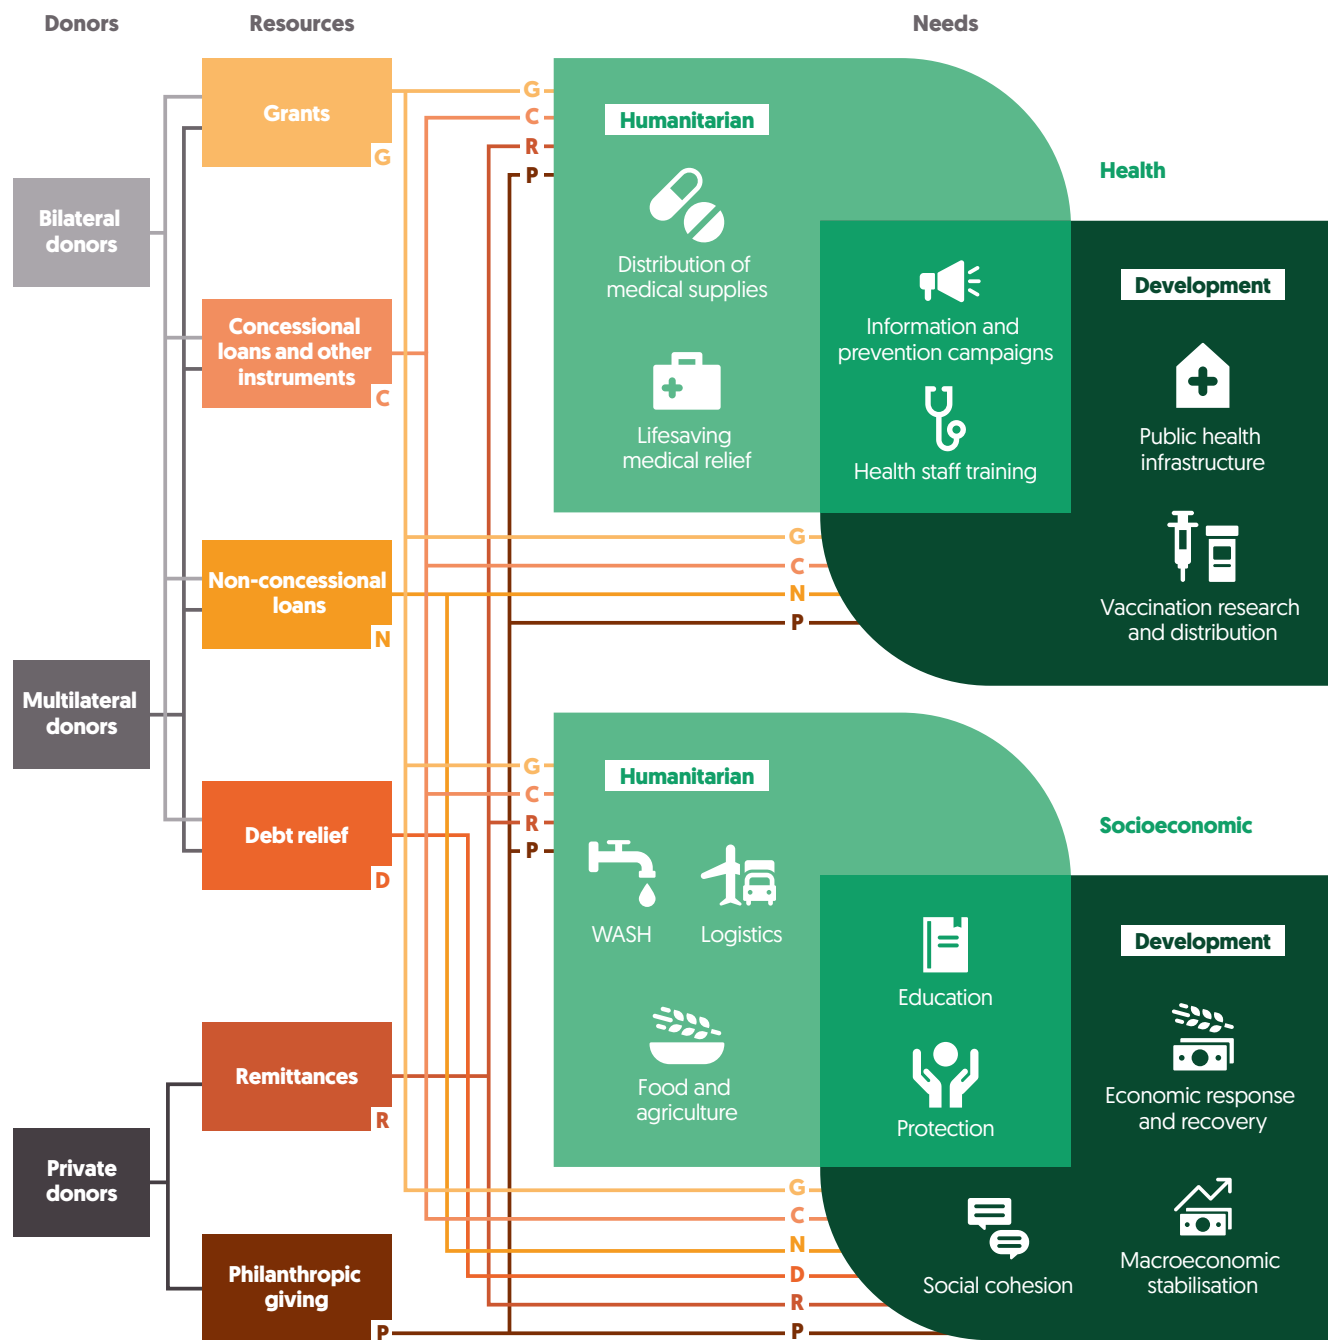 Donors
Resources
Needs
Bilateral
donors
Multilateral
donors
Private
donors
Grants
G
Concessional
loans and other
instruments
C
Non-concessional
loans
N
Debt relief
D
Remittances
R
Philanthropic
giving
P
G
C
R
P
Humanitarian
Distribution of
medical supplies
Lifesaving
medical relief
Information and
prevention campaigns
Health staff training
Health
Development
Public health
infrastructure
Vaccination research
and distribution
G
C
N
P
G
C
R
P
Humanitarian
WASH
Logistics
Food and
agriculture
Education
Protection
Socioeconomic
Development
Economic response
and recovery
Macroeconomic
stabilisation
Social cohesion
G
C
N
D
R
P